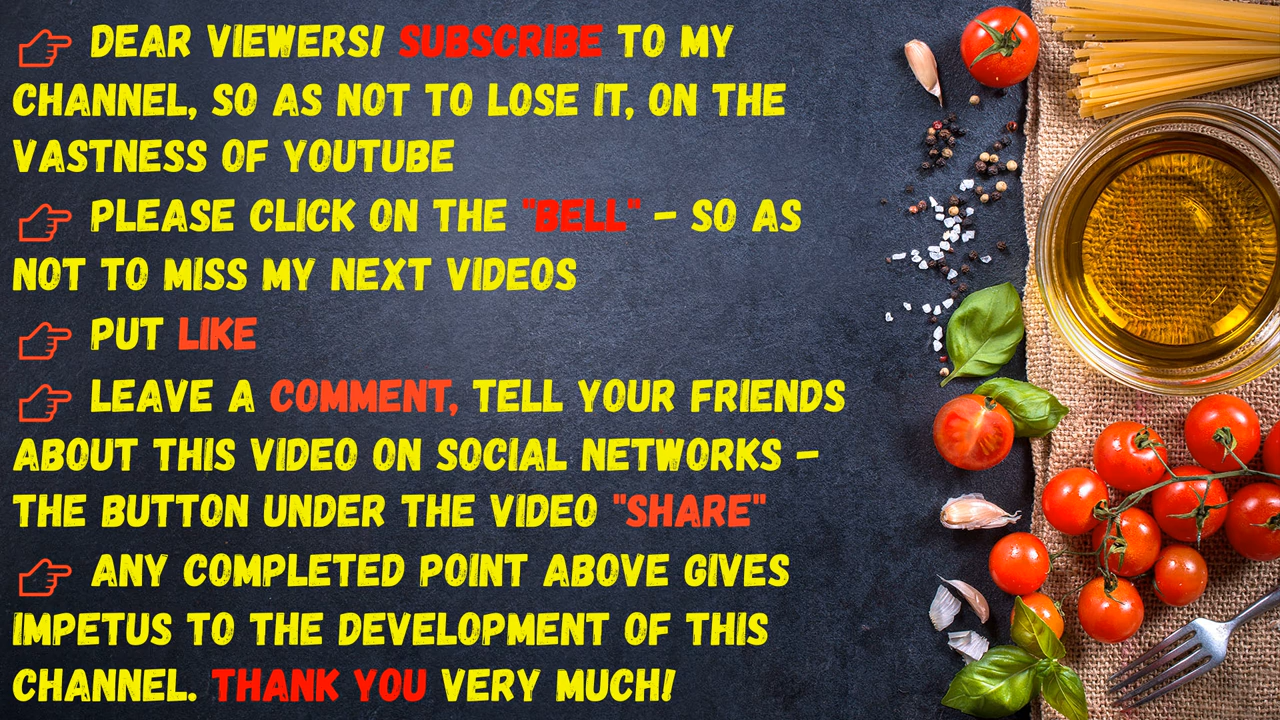 DEAR VIEWERS! SUBSCRIBE TO MY
CHANNEL, SO AS NOT TO LOSE IT, ON THE
VASTNESS OF YOUTUBE
PLEASE CLICK ON THE "BELL" – SO AS
NOT TO MISS MY NEXT VIDEOS
PUT LIKE
LEAVE A COMMENT, TELL YOUR FRIENDS
ABOUT THIS VIDEO ON SOCIAL NETWORKS –
THE BUTTON UNDER THE VIDEO "SHARE"
ANY COMPLETED POINT ABOVE GIVES
IMPETUS TO THE DEVELOPMENT OF THIS
CHANNEL. THANK YOU VERY MUCH!